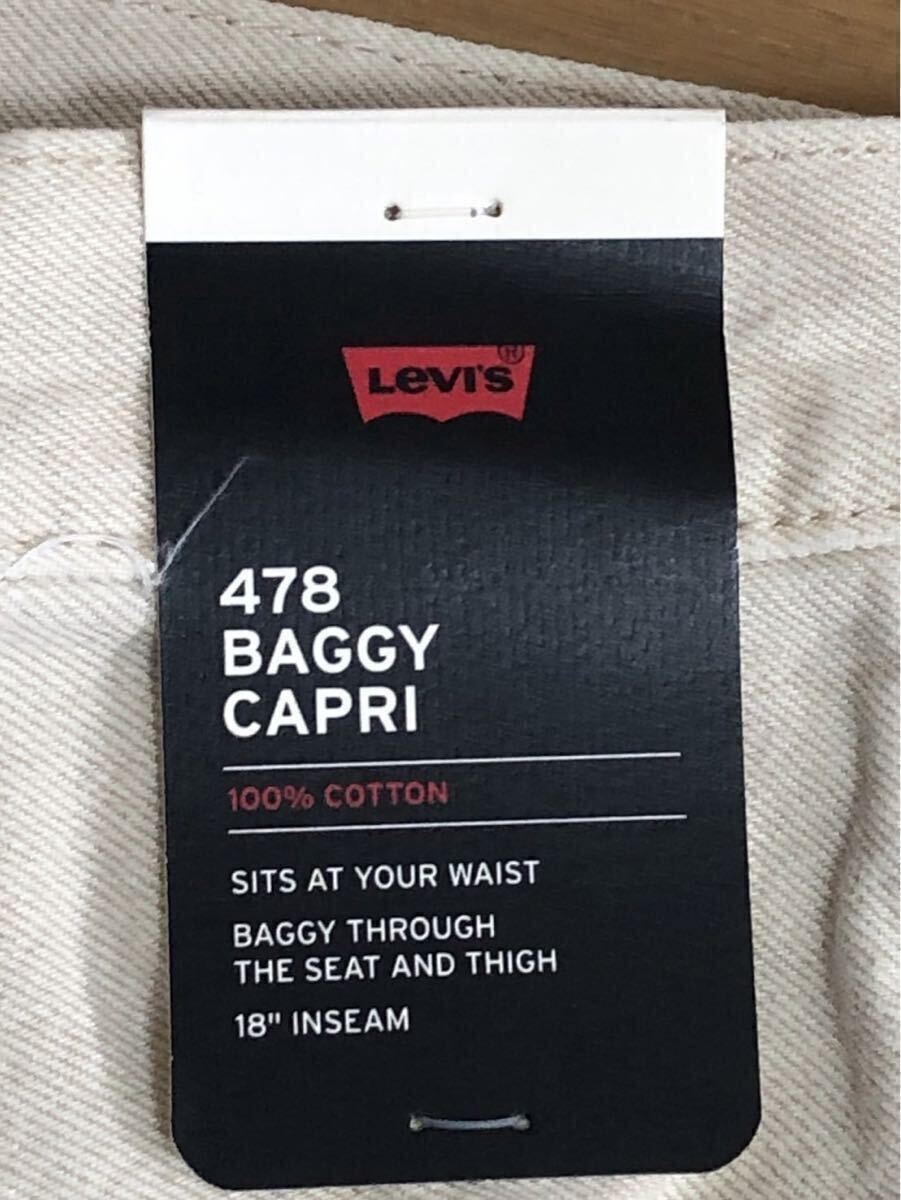 Levi's ®
478
BAGGY
CAPRI
100% COTTON
SITS AT YOUR WAIST
BAGGY THROUGH
THE SEAT AND THIGH
18" INSEAM